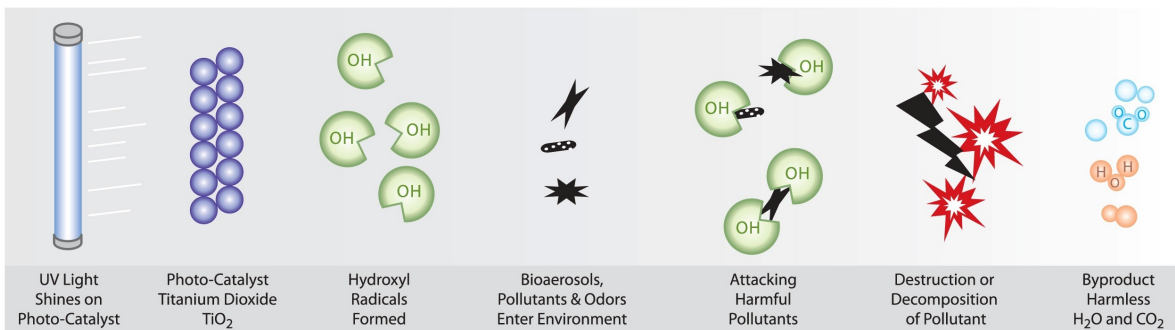 OH
OH
OH
OH
OH
OH
OH
OH
O
C
O
H
H
O
UV Light
Shines on
Photo-Catalyst
Photo-Catalyst
Titanium Dioxide
TiO₂
Hydroxyl
Radicals
Formed
Bioaerosols,
Pollutants & Odors
Enter Environment
Attacking
Harmful
Pollutants
Destruction or
Decomposition
of Pollutant
Byproduct
Harmless
H₂O and CO₂